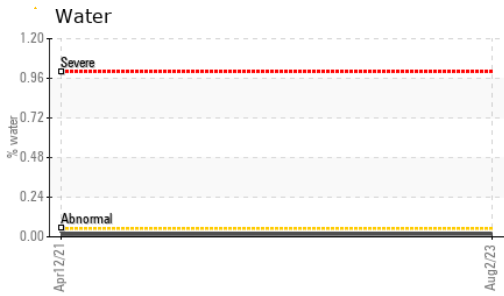 Water
1.20
Severe
0.96
0.72
% water
0.48
0.24
Abnormal
0.00
Apr12/21
Aug2/23